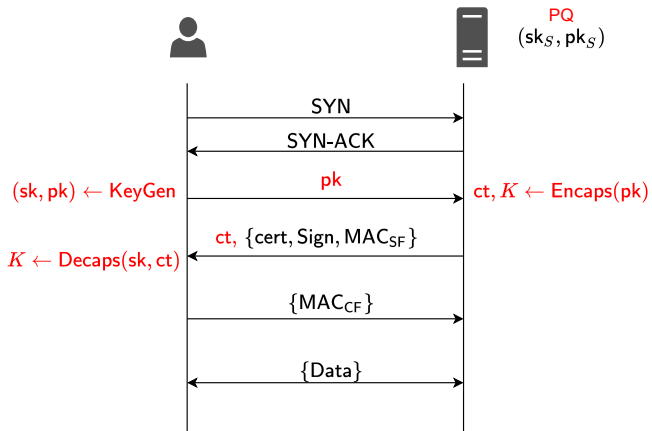 PQ
(sk_S, pk_S)
SYN
SYN-ACK
(sk, pk) ← KeyGen
pk
ct, K ← Encaps(pk)
ct, {cert, Sign, MAC_SF}
K ← Decaps(sk, ct)
{MAC_CF}
{Data}